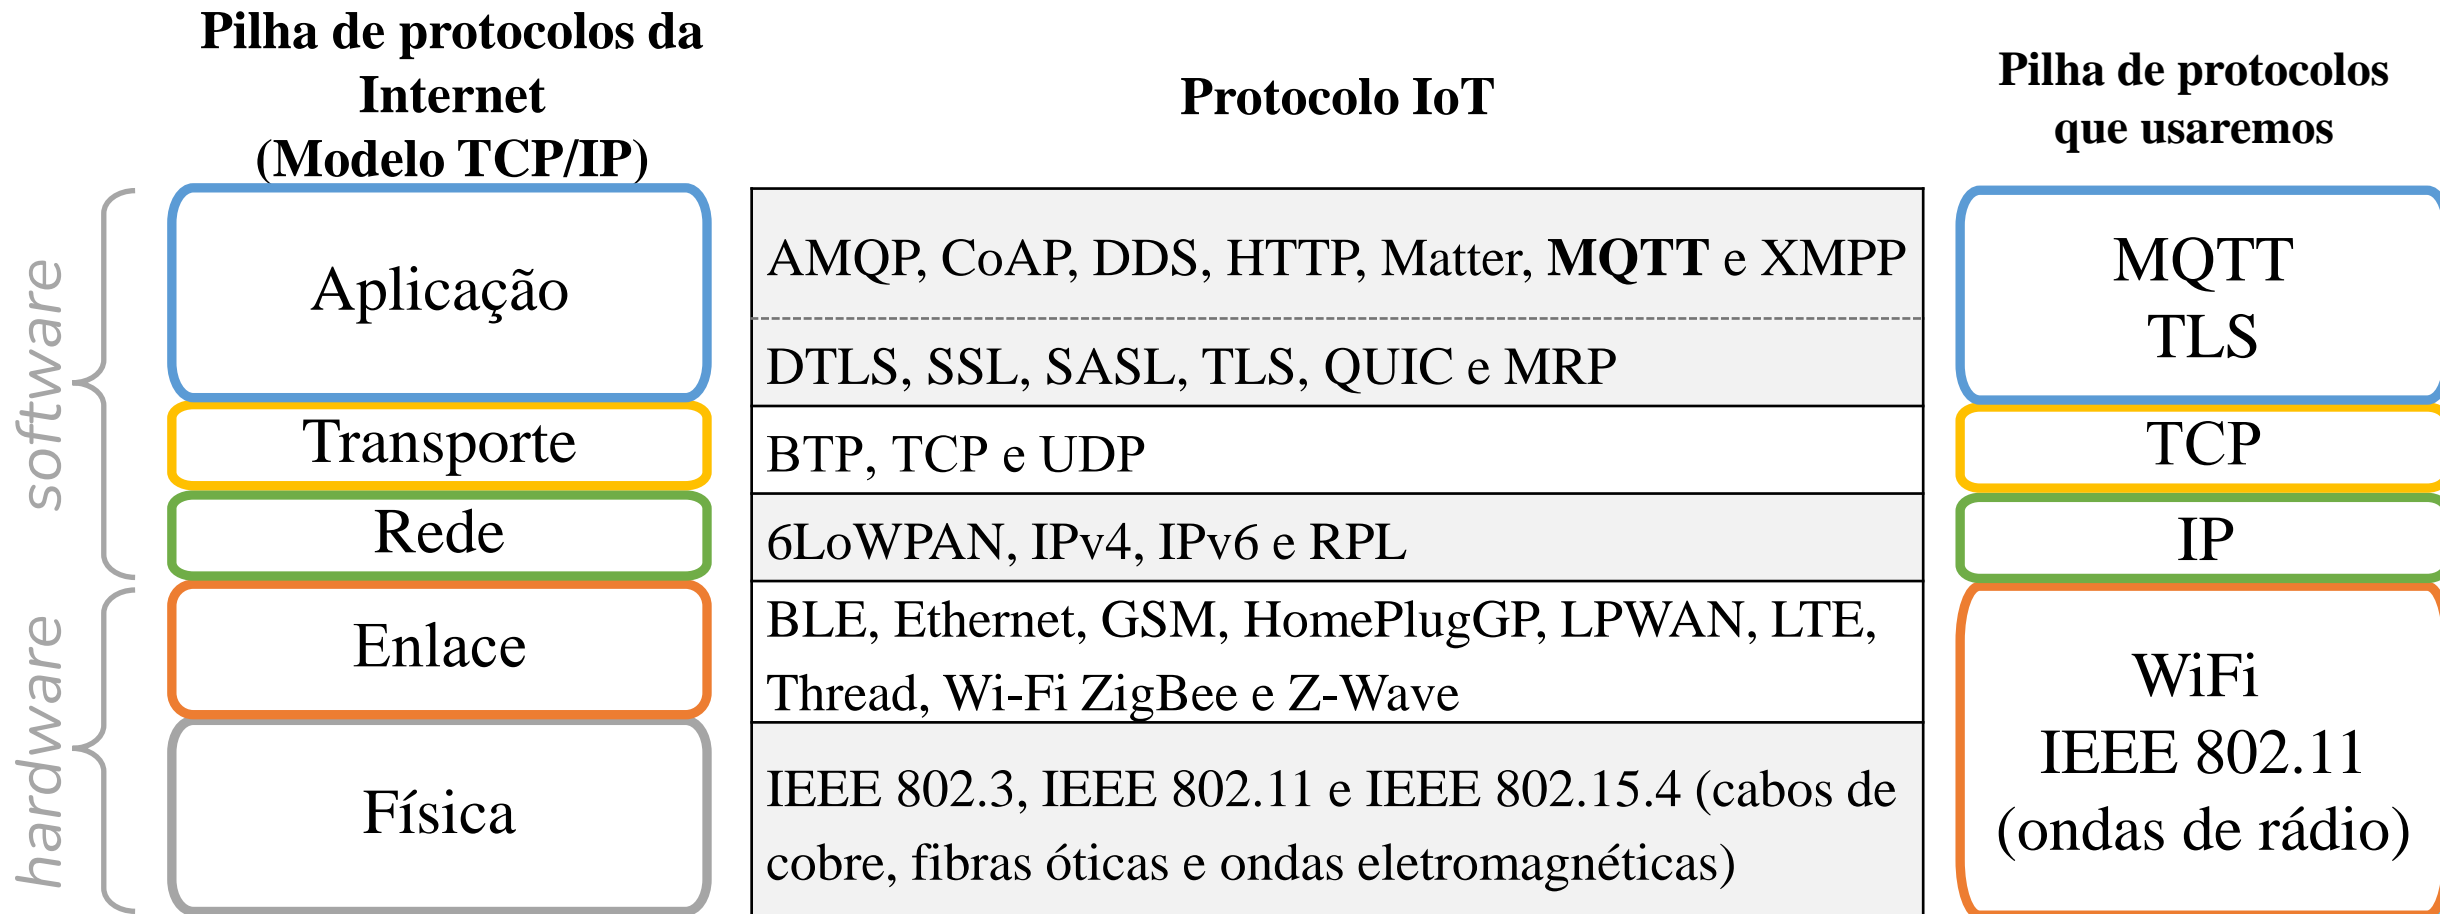 Pilha de protocolos da
Internet
(Modelo TCP/IP)
Protocolo IoT
Pilha de protocolos
que usaremos
software
hardware
Aplicação
AMQP, CoAP, DDS, HTTP, Matter, MQTT e XMPP
DTLS, SSL, SASL, TLS, QUIC e MRP
MQTT
TLS
Transporte
BTP, TCP e UDP
TCP
Rede
6LoWPAN, IPv4, IPv6 e RPL
IP
Enlace
BLE, Ethernet, GSM, HomePlugGP, LPWAN, LTE,
Thread, Wi-Fi ZigBee e Z-Wave
Física
IEEE 802.3, IEEE 802.11 e IEEE 802.15.4 (cabos de
cobre, fibras óticas e ondas eletromagnéticas)
WiFi
IEEE 802.11
(ondas de rádio)